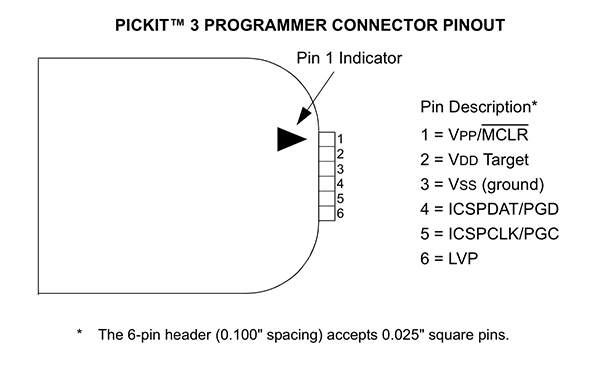 PICKIT™ 3 PROGRAMMER CONNECTOR PINOUT
Pin 1 Indicator
1
2
3
4
5
6
Pin Description*
1 = VPP/MCLR
2 = VDD Target
3 = VSS (ground)
4 = ICSPDAT/PGD
5 = ICSPCLK/PGC
6 = LVP
* The 6-pin header (0.100" spacing) accepts 0.025" square pins.